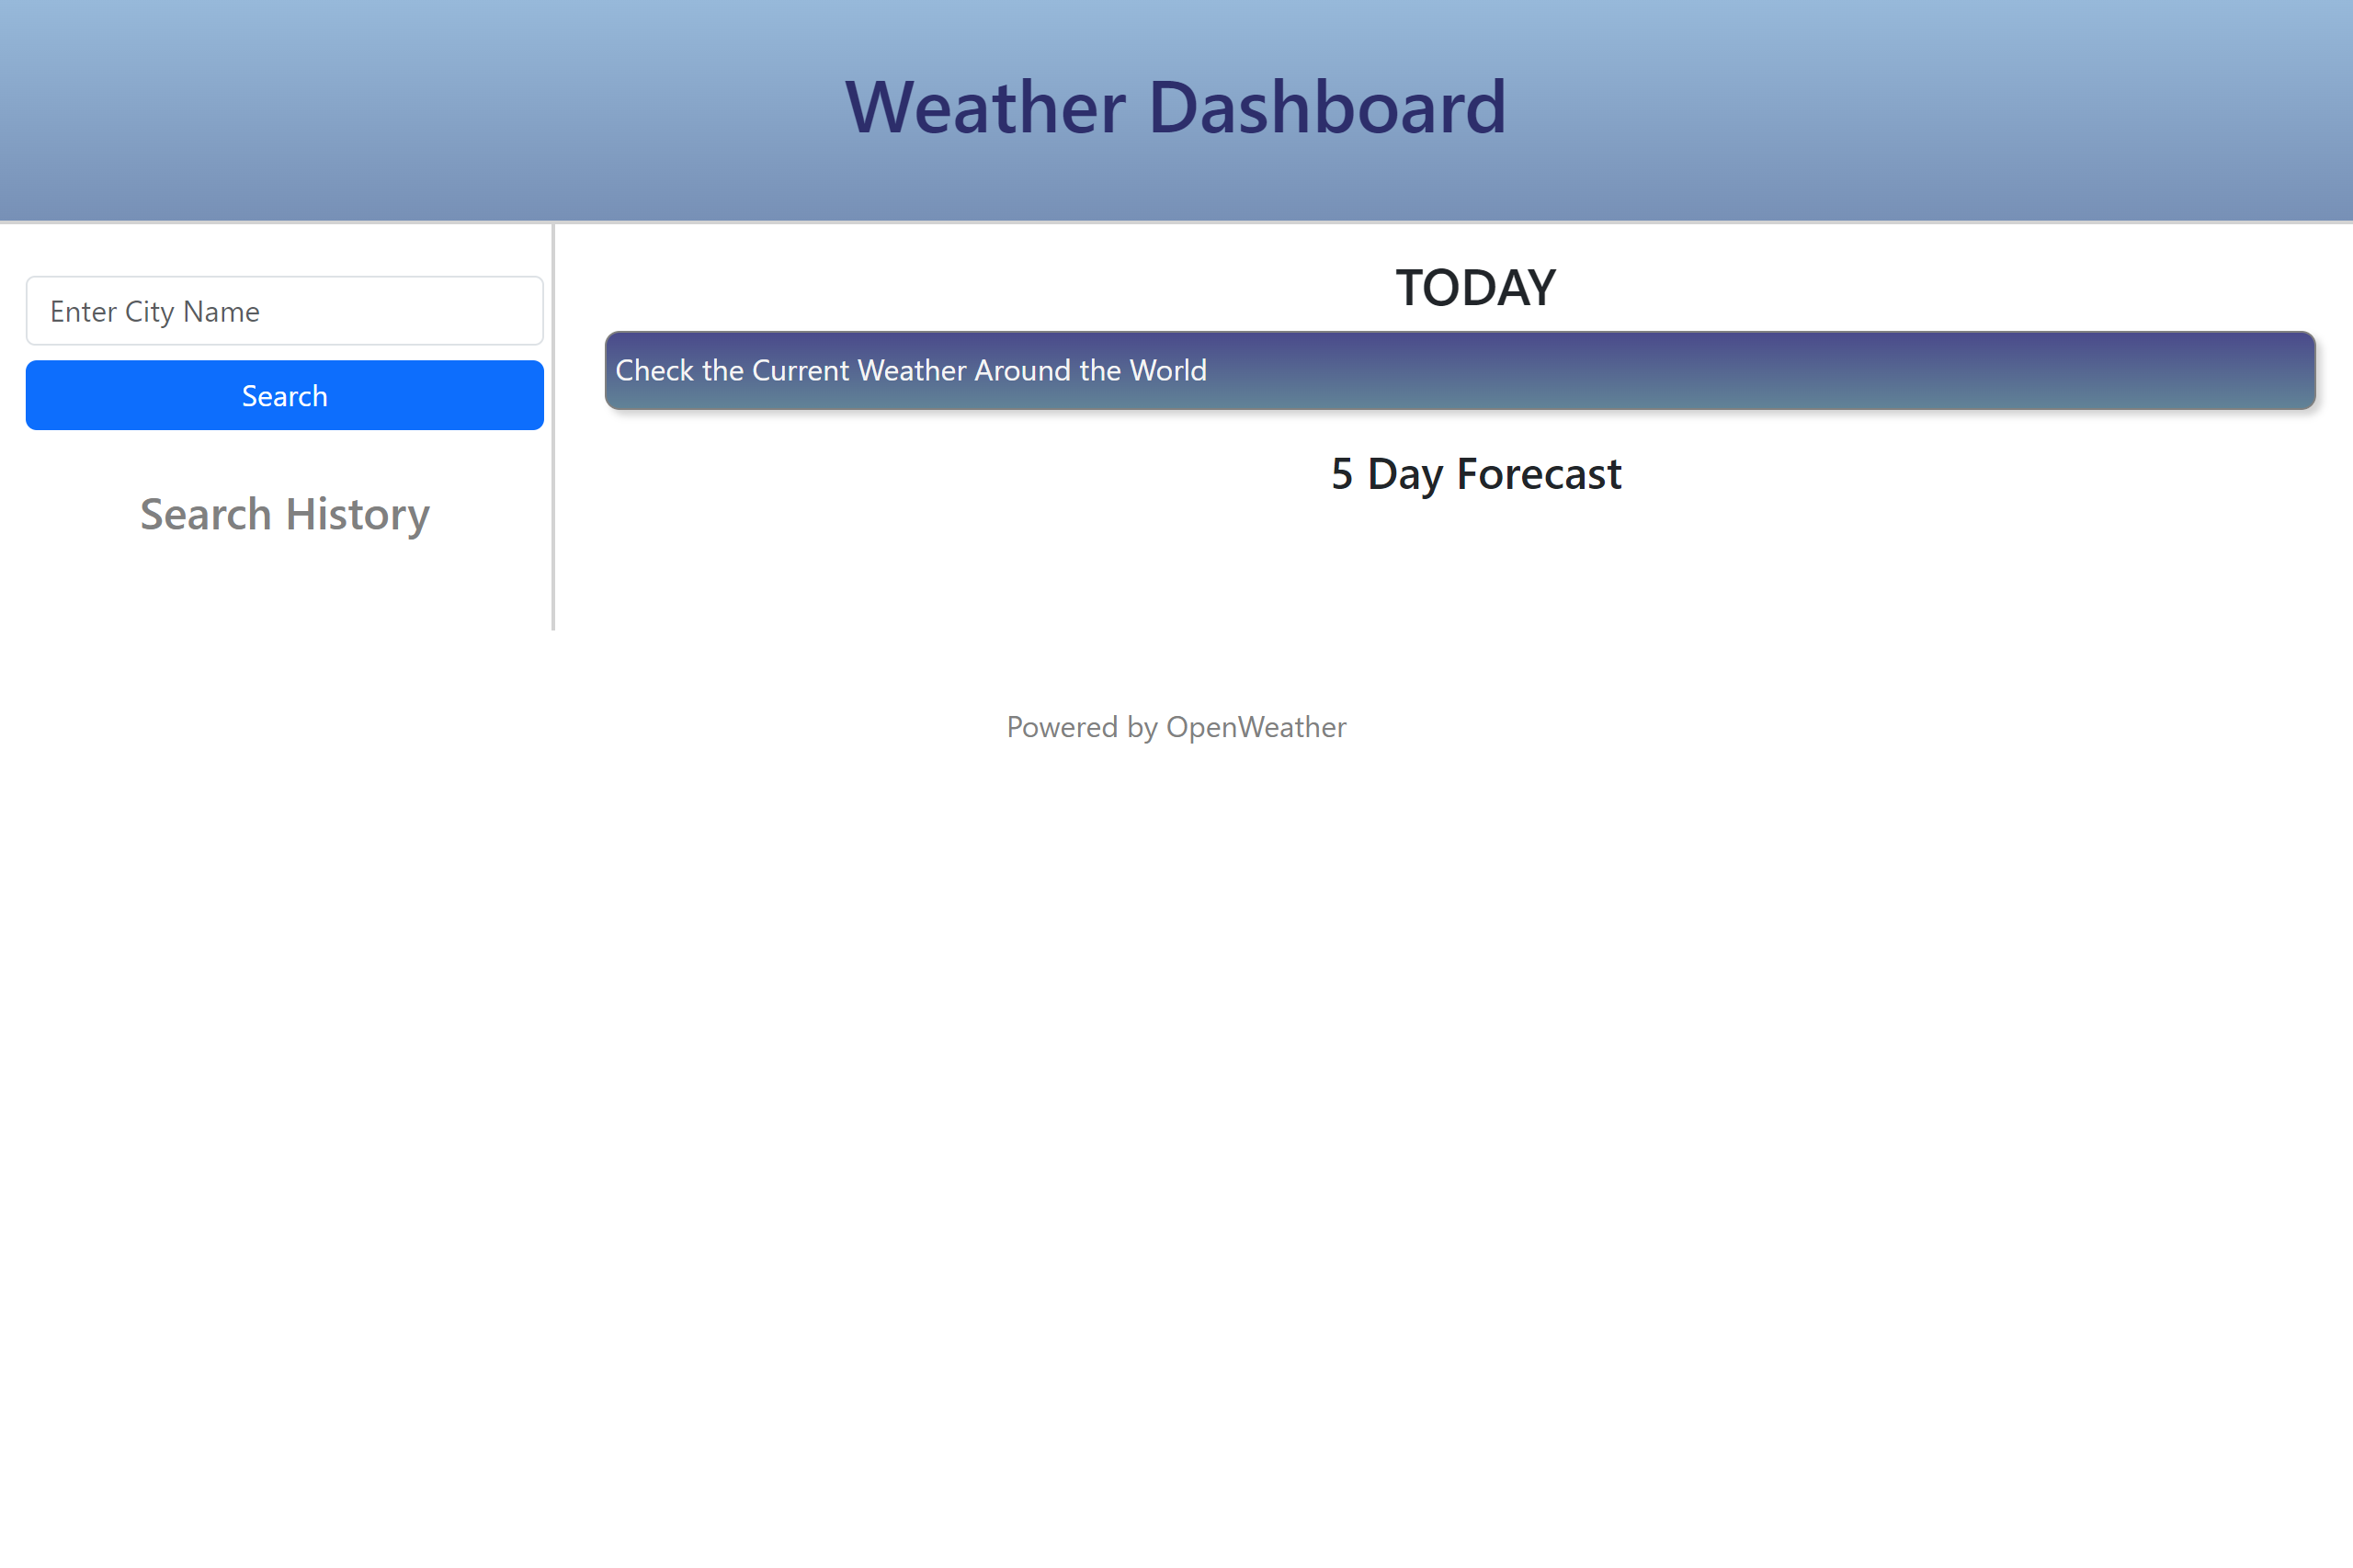 Weather Dashboard
Enter City Name
Search
Search History
TODAY
Check the Current Weather Around the World
5 Day Forecast
Powered by OpenWeather